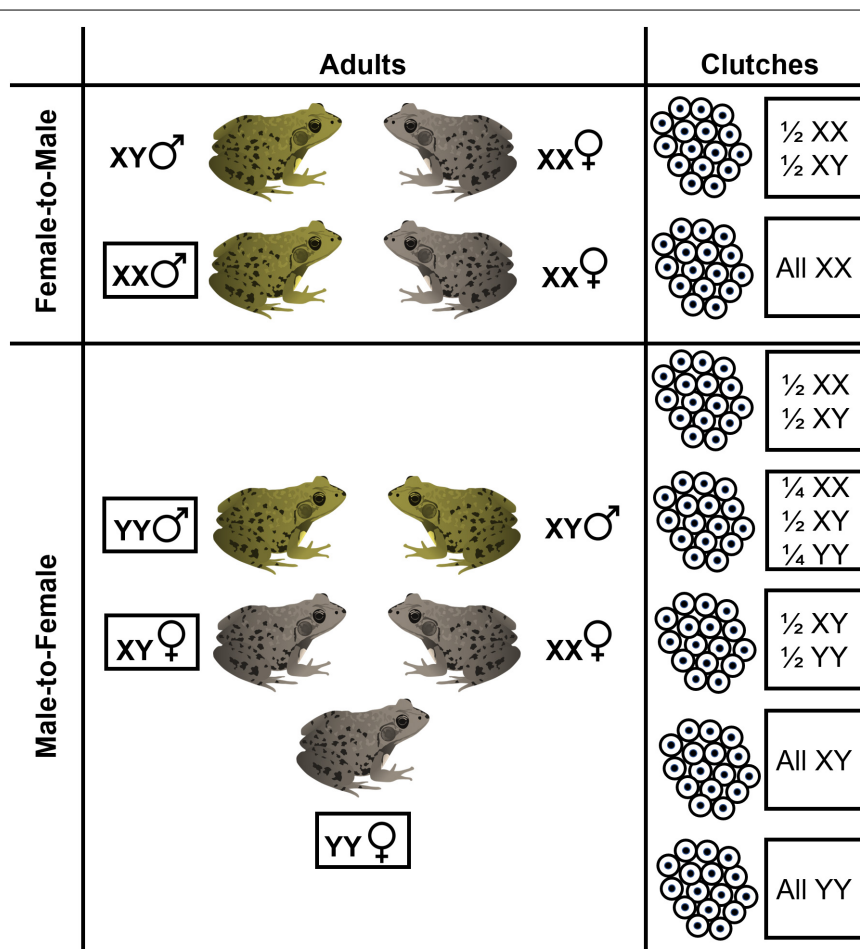 Adults
Clutches
Female-to-Male
XY♂
XX♀
½ XX
½ XY
XX♂
XX♀
All XX
Male-to-Female
½ XX
½ XY
YY♂
XY♂
¼ XX
½ XY
¼ YY
XY♀
XX♀
½ XY
½ YY
YY♀
All XY
All YY